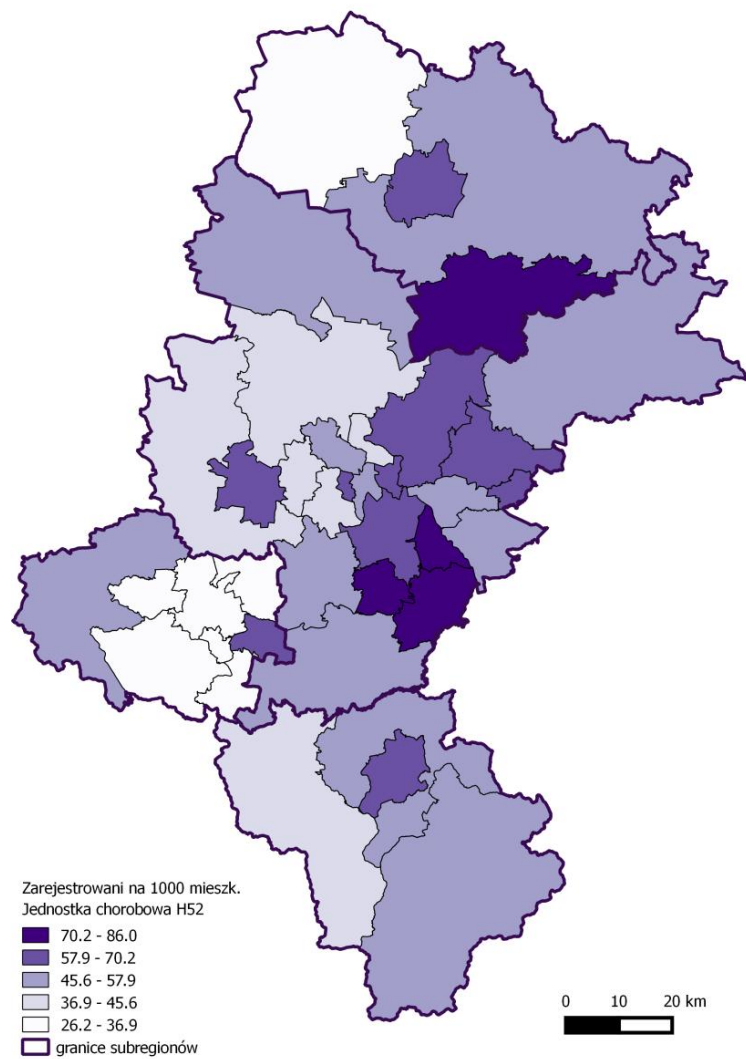 Zarejestrowani na 1000 mieszk.
Jednostka chorobowa H52
70.2 - 86.0
57.9 - 70.2
45.6 - 57.9
36.9 - 45.6
26.2 - 36.9
granice subregionów
0 10 20 km